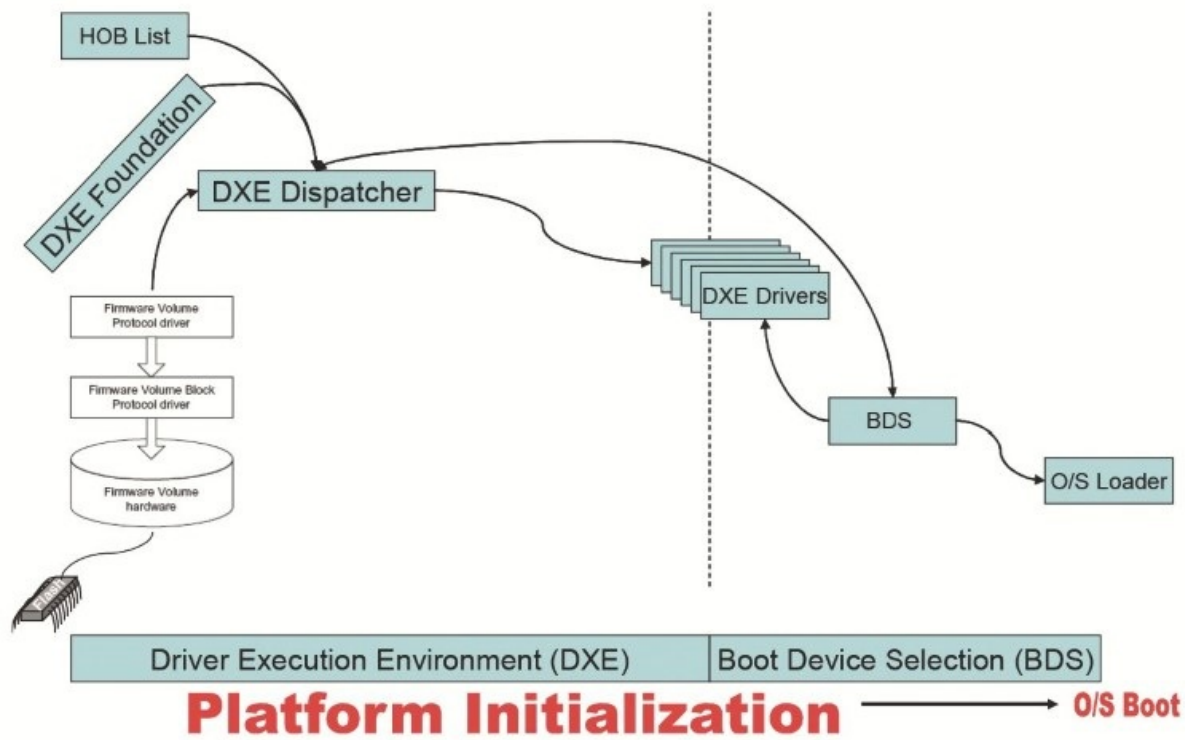 HOB List
DXE Foundation
DXE Dispatcher
DXE Drivers
Firmware Volume
Protocol driver
Firmware Volume Block
Protocol driver
BDS
O/S Loader
Firmware Volume
hardware
Flash
Driver Execution Environment (DXE)
Boot Device Selection (BDS)
Platform Initialization
O/S Boot